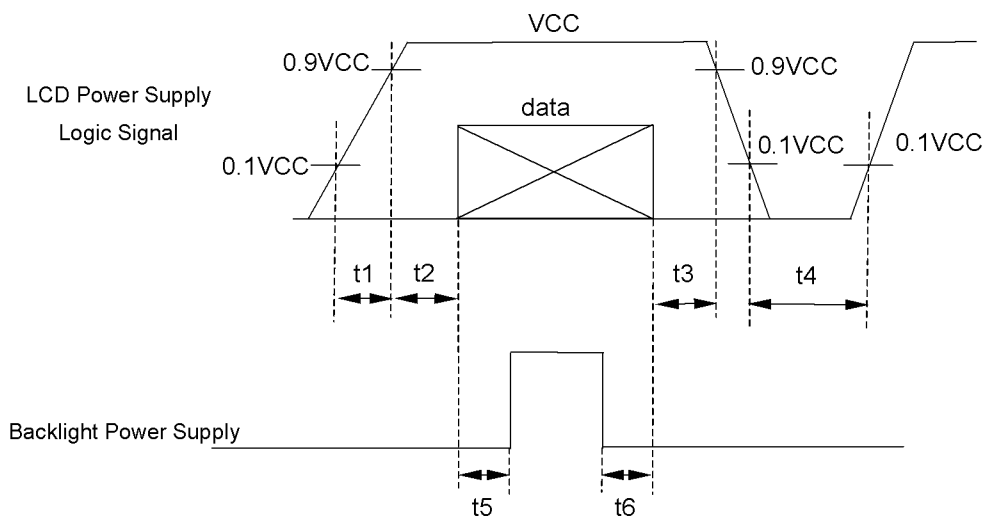 VCC
0.9VCC
0.9VCC
LCD Power Supply
Logic Signal
data
0.1VCC
0.1VCC
0.1VCC
t1
t2
t3
t4
Backlight Power Supply
t5
t6